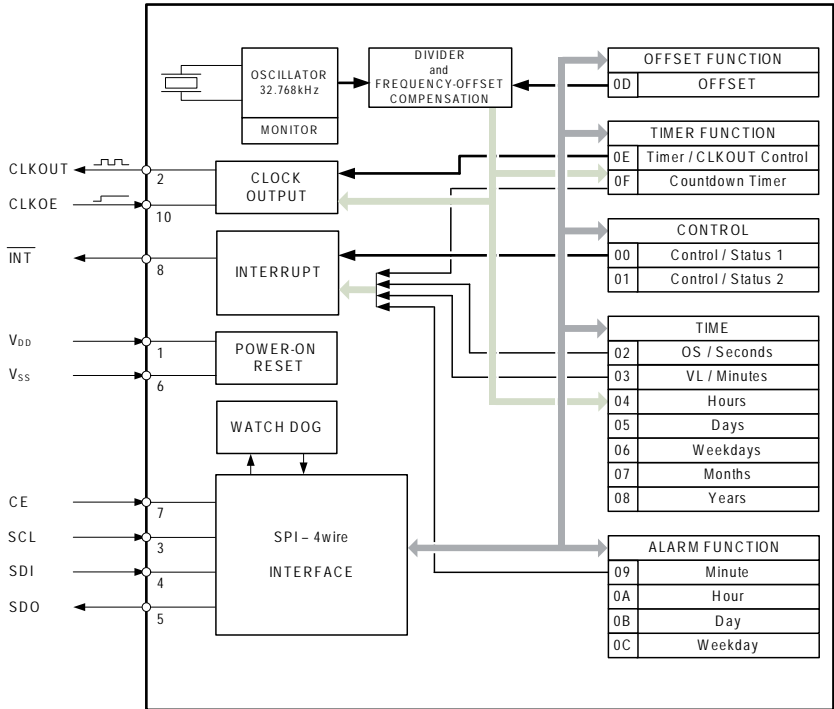 OSCILLATOR
32.768kHz
MONITOR
DIVIDER
and
FREQUENCY-OFFSET
COMPENSATION
OFFSET FUNCTION
0D OFFSET
TIMER FUNCTION
0E Timer / CLKOUT Control
0F Countdown Timer
CLKOUT
2
CLKOE
10
CLOCK
OUTPUT
CONTROL
00 Control / Status 1
01 Control / Status 2
INT
8
INTERRUPT
VDD
1
VSS
6
POWER-ON
RESET
TIME
02 OS / Seconds
03 VL / Minutes
04 Hours
05 Days
06 Weekdays
07 Months
08 Years
WATCH DOG
CE
7
SCL
3
SDI
4
SDO
5
SPI – 4wire
INTERFACE
ALARM FUNCTION
09 Minute
0A Hour
0B Day
0C Weekday